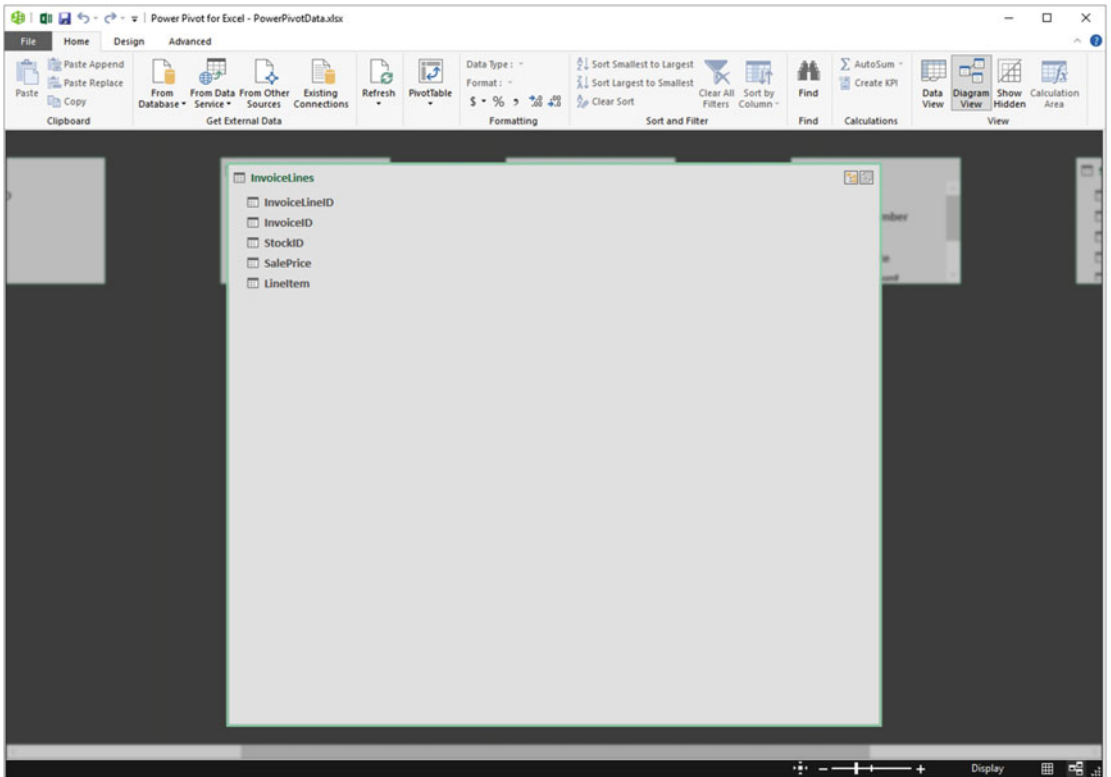 Power Pivot for Excel - PowerPivotData.xlsx
File Home Design Advanced
Paste
Paste Append
Paste Replace
Copy
Clipboard
From Database
From Data Service
From Other Sources
Existing Connections
Get External Data
Refresh
PivotTable
Data Type :
Format :
$ % ,
Formatting
Sort Smallest to Largest
Sort Largest to Smallest
Clear Sort
Clear All Filters
Sort by Column
Sort and Filter
Find
Find
AutoSum
Create KPI
Calculations
Data View
Diagram View
Show Hidden
Calculation Area
View
InvoiceLines
InvoiceLineID
InvoiceID
StockID
SalePrice
LineItem
Display